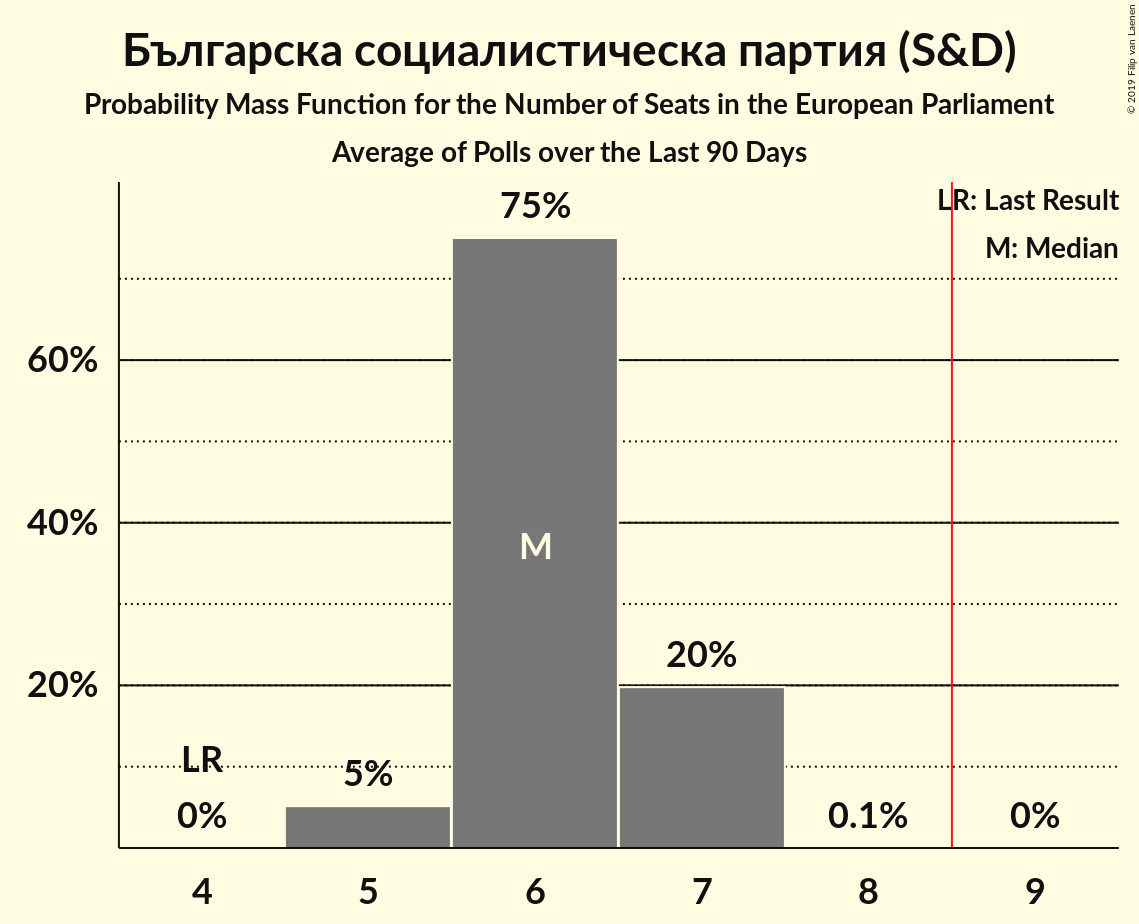 Българска социалистическа партия (S&D)
Probability Mass Function for the Number of Seats in the European Parliament
Average of Polls over the Last 90 Days
© 2019 Filip van Laenen
LR: Last Result
M: Median
75%
60%
40%
M
20%
20%
LR
5%
0%
0.1%
0%
4 5 6 7 8 9